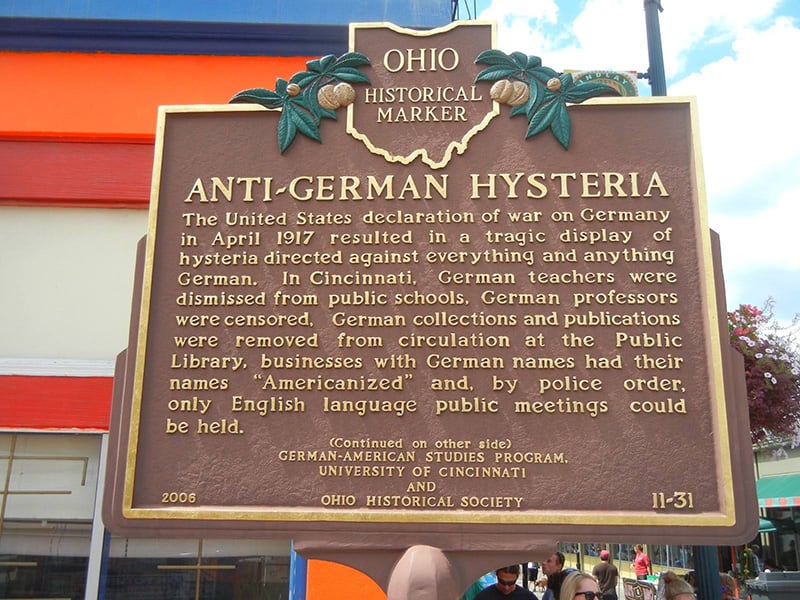 OHIO
HISTORICAL
MARKER
ANTI-GERMAN HYSTERIA
The United States declaration of war on Germany
in April 1917 resulted in a tragic display of
hysteria directed against everything and anything
German. In Cincinnati, German teachers were
dismissed from public schools, German professors
were censored, German collections and publications
were removed from circulation at the Public
Library, businesses with German names had their
names "Americanized" and, by police order,
only English language public meetings could
be held.
(Continued on other side)
GERMAN-AMERICAN STUDIES PROGRAM,
UNIVERSITY OF CINCINNATI
AND
OHIO HISTORICAL SOCIETY
2006
11-31